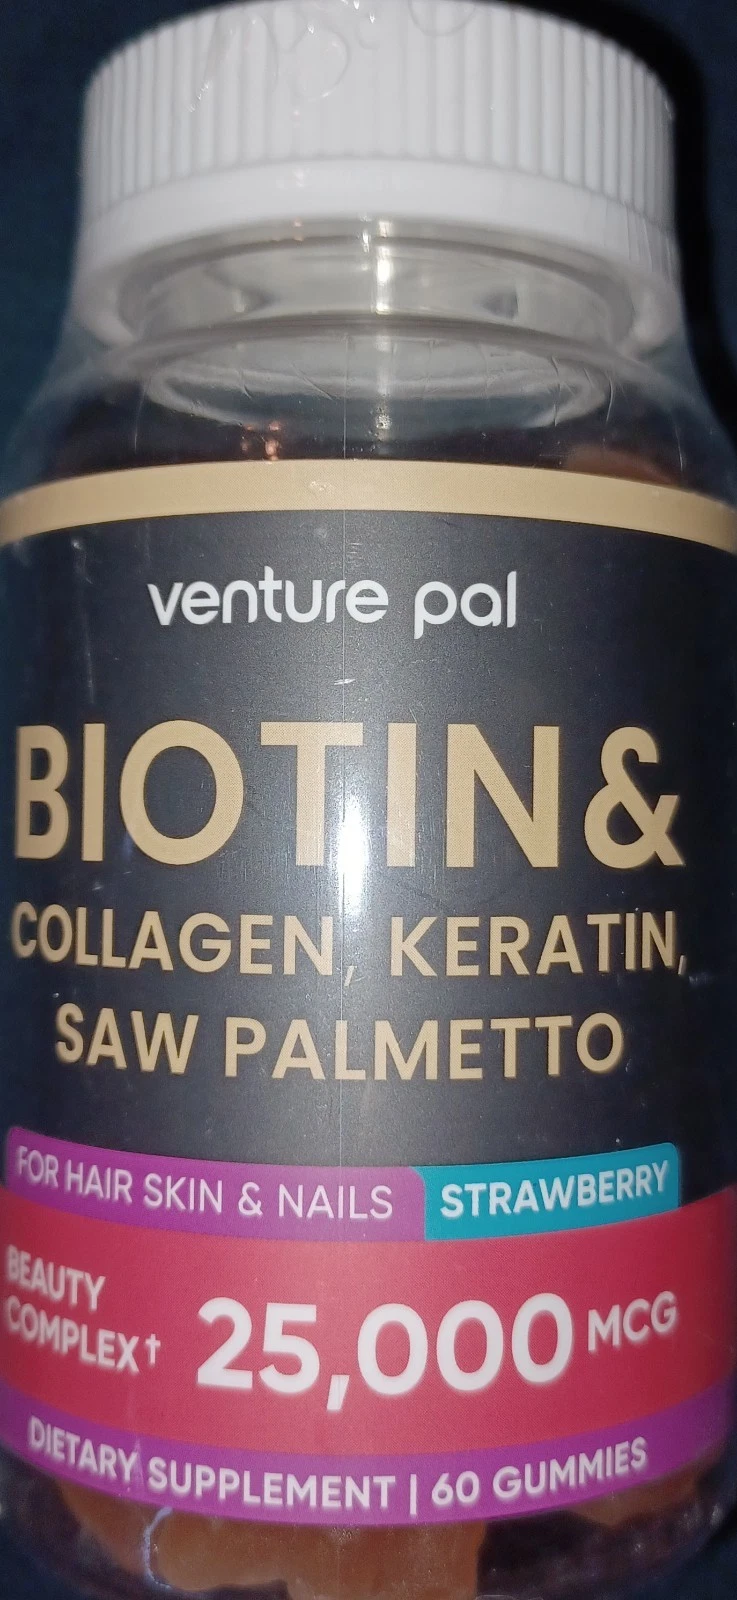 venture pal
BIOTIN&
COLLAGEN, KERATIN,
SAW PALMETTO
FOR HAIR SKIN & NAILS
STRAWBERRY
BEAUTY
COMPLEX†
25,000 MCG
DIETARY SUPPLEMENT | 60 GUMMIES